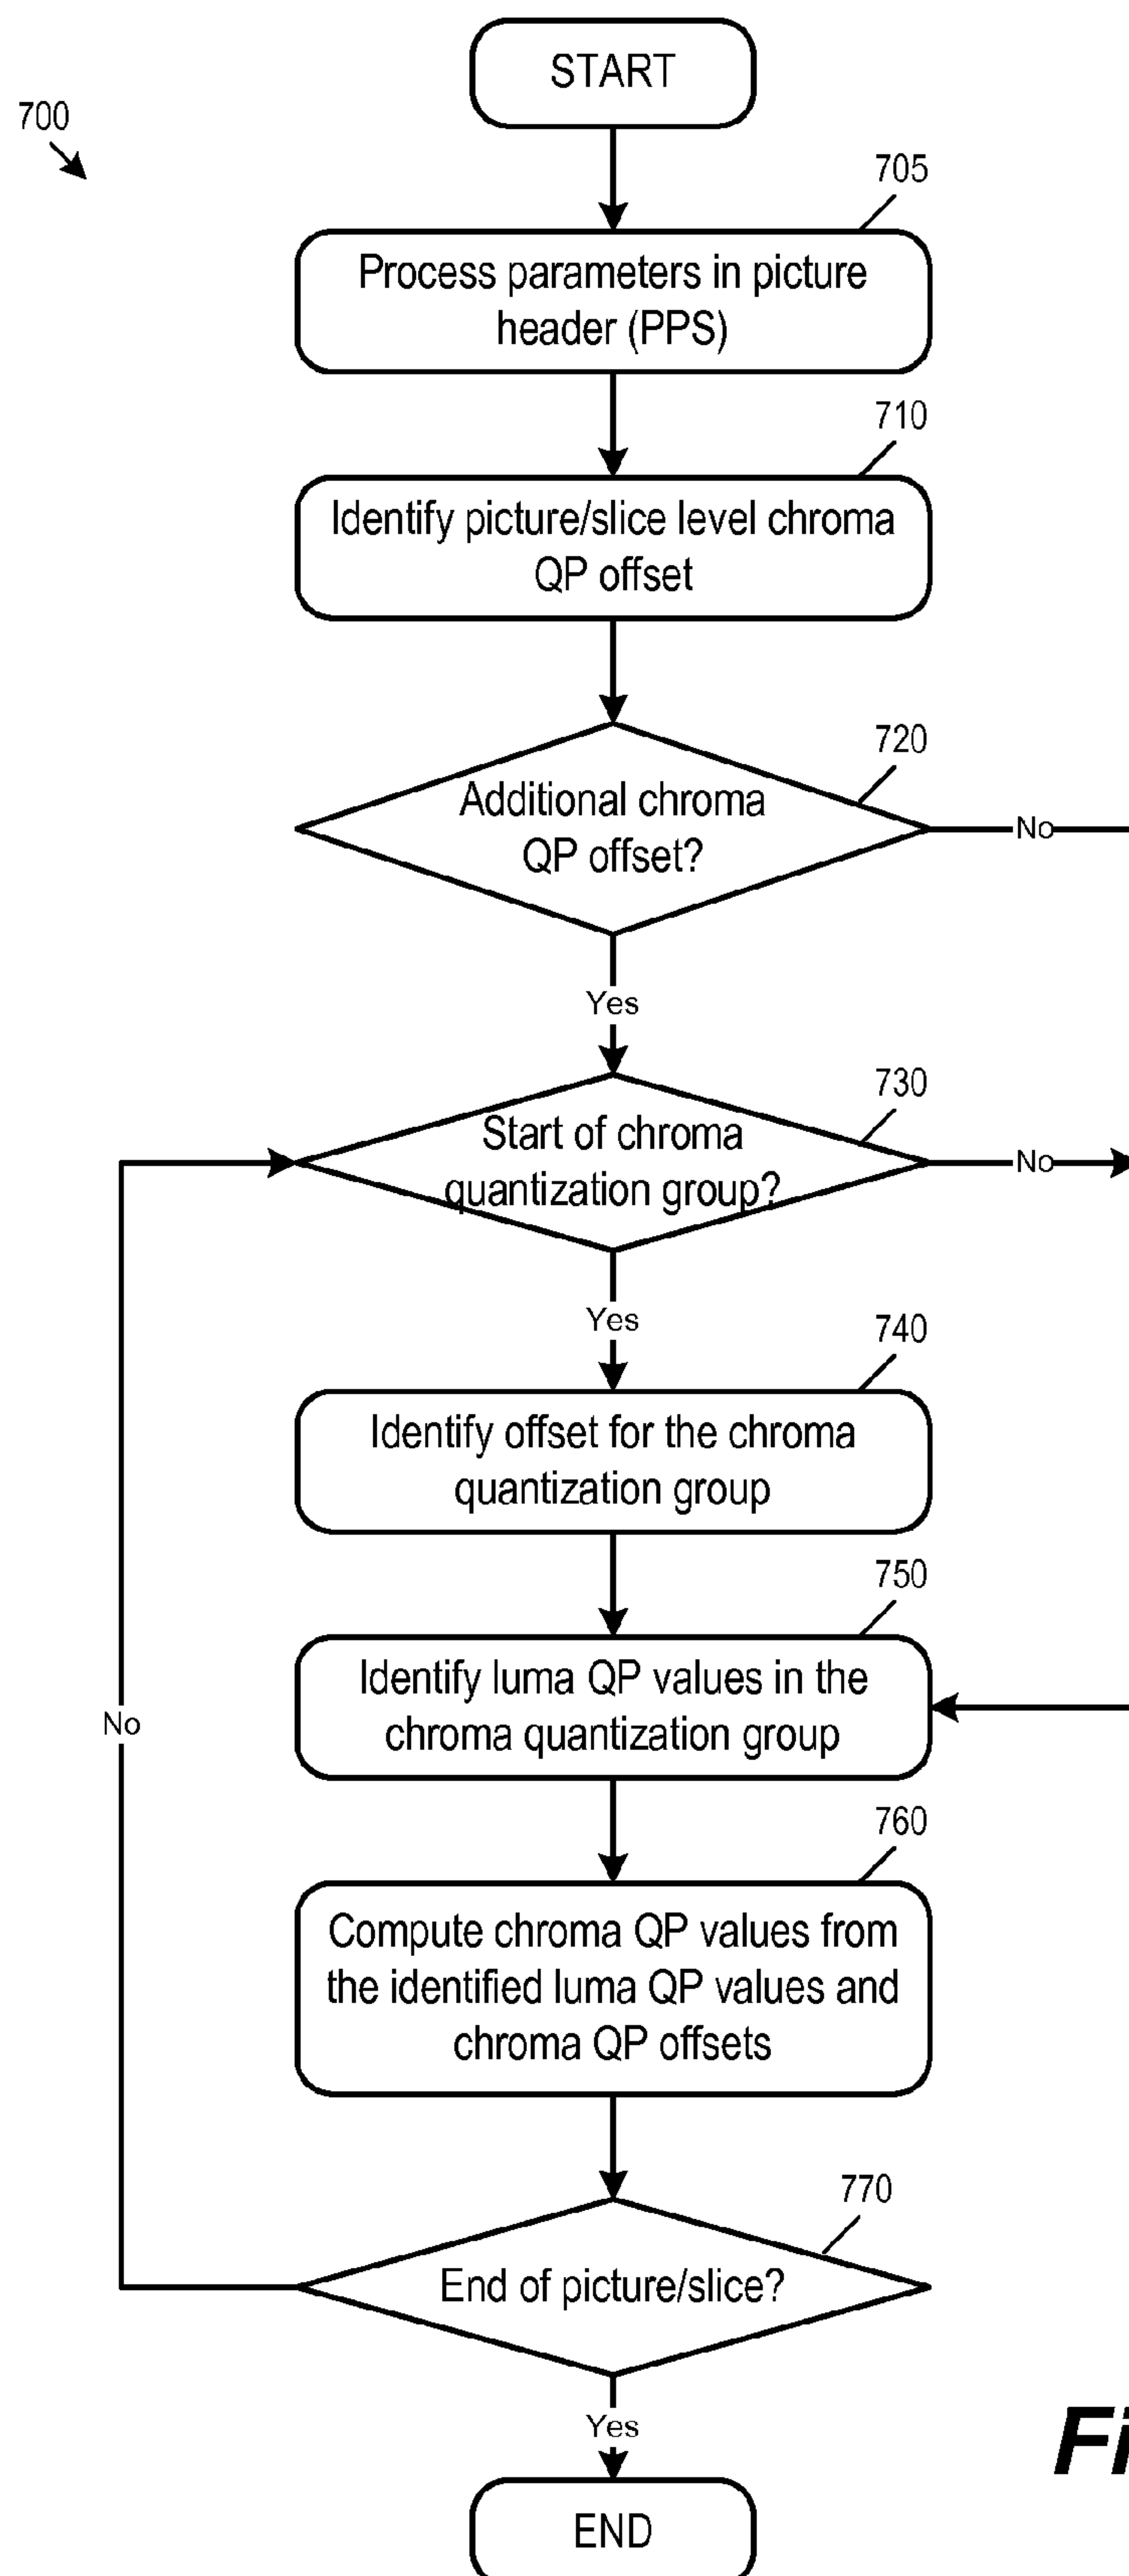 START
700
705
Process parameters in picture
header (PPS)
710
Identify picture/slice level chroma
QP offset
720
Additional chroma
QP offset?
No
Yes
730
Start of chroma
quantization group?
No
Yes
740
Identify offset for the chroma
quantization group
750
Identify luma QP values in the
chroma quantization group
No
760
Compute chroma QP values from
the identified luma QP values and
chroma QP offsets
770
End of picture/slice?
Yes
Fi
END